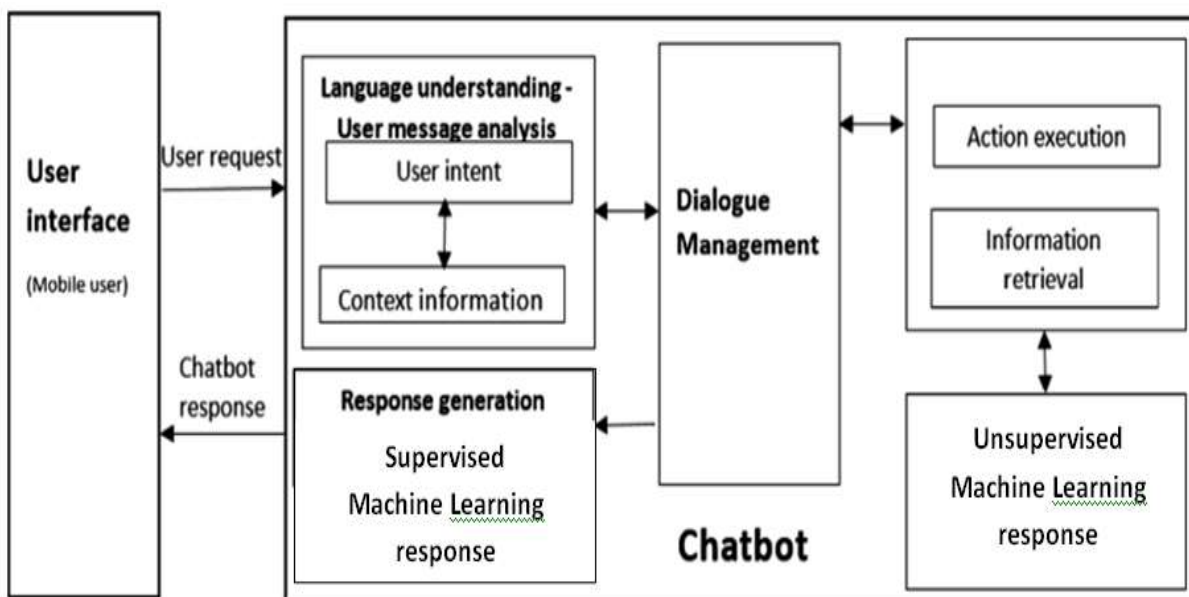 User
interface
(Mobile user)
User request
Chatbot
response
Language understanding -
User message analysis
User intent
Context information
Response generation
Supervised
Machine Learning
response
Dialogue
Management
Chatbot
Action execution
Information
retrieval
Unsupervised
Machine Learning
response